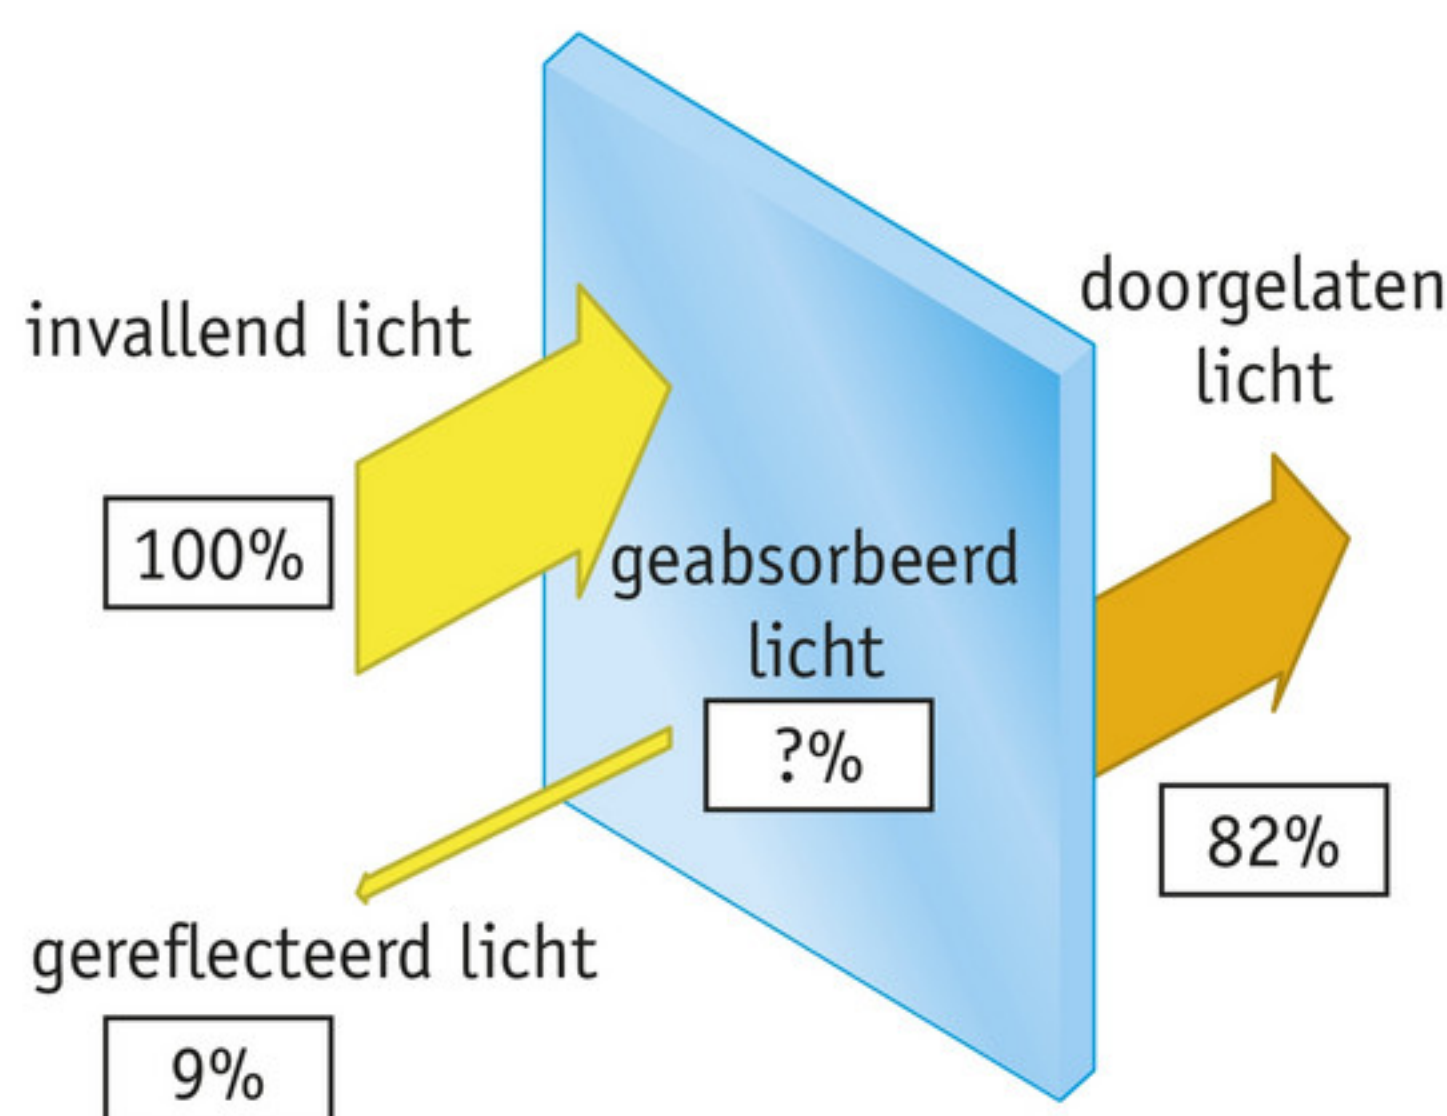 invallend licht
100%
doorgelaten
licht
geabsorbeerd
licht
?%
82%
gereflecteerd licht
9%